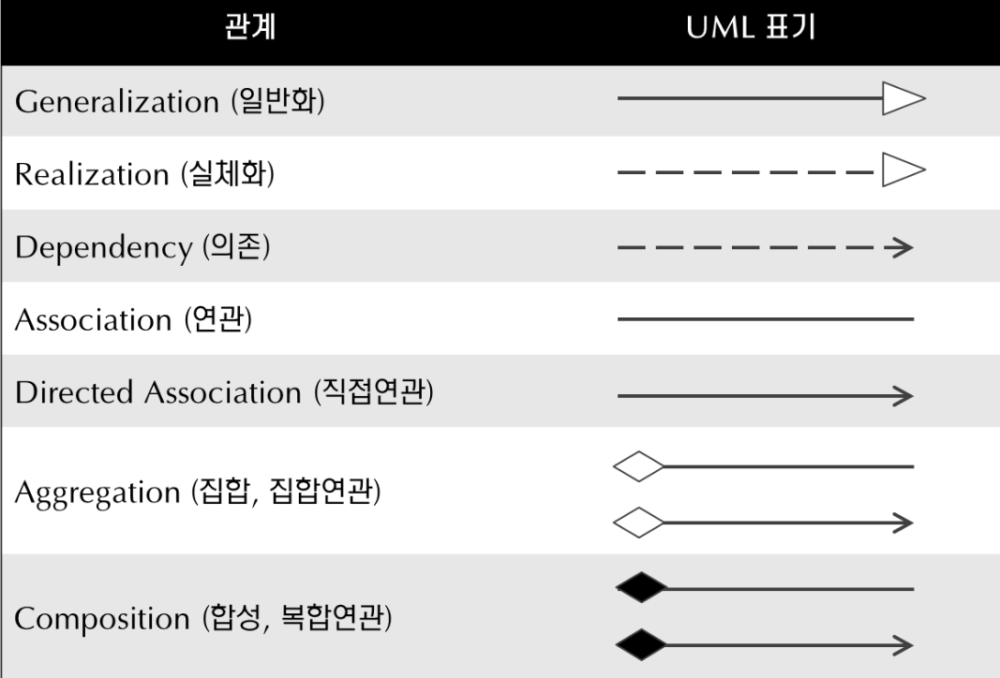 관계
UML 표기
Generalization (일반화)
Realization (실체화)
Dependency (의존)
Association (연관)
Directed Association (직접연관)
Aggregation (집합, 집합연관)
Composition (합성, 복합연관)